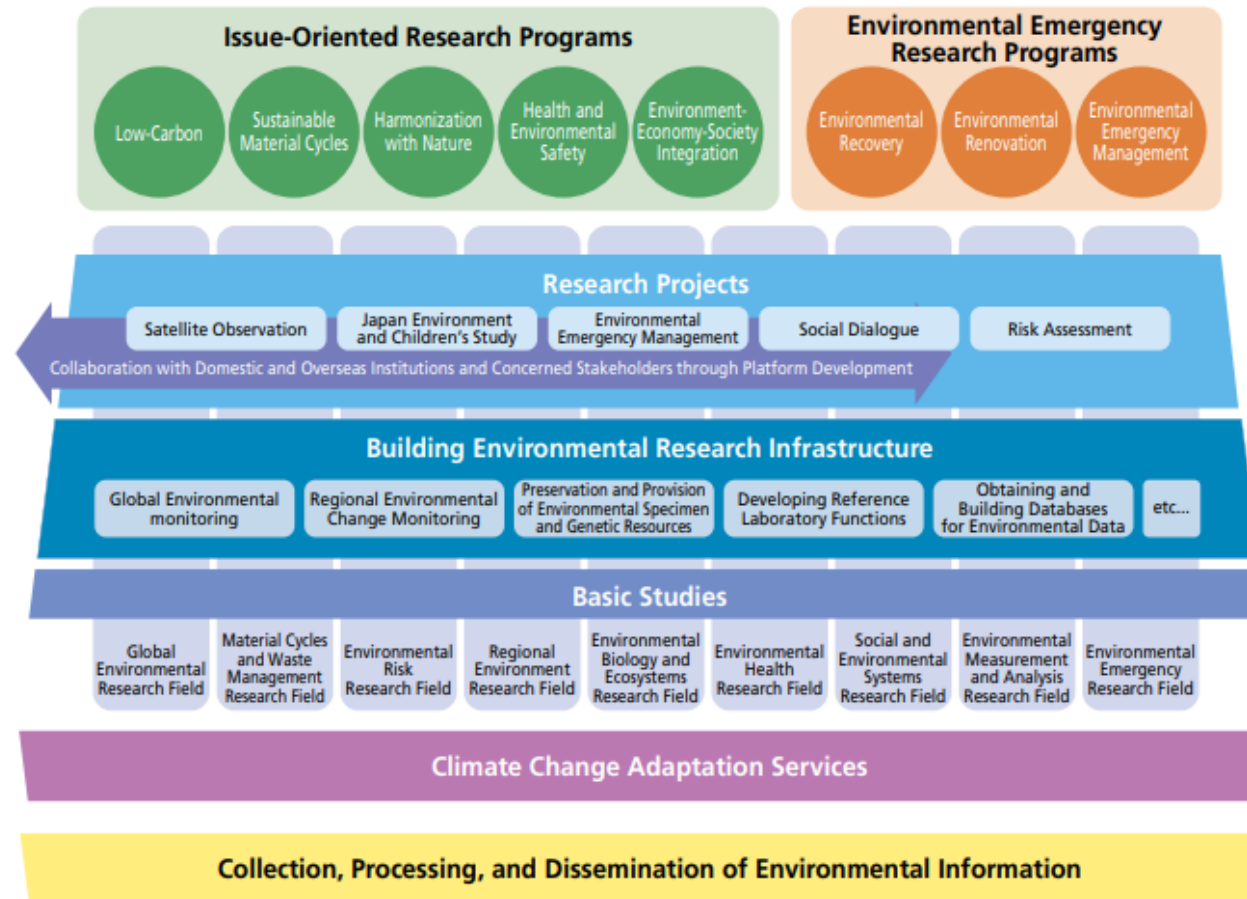 Issue-Oriented Research Programs
Low-Carbon
Sustainable
Material Cycles
Harmonization
with Nature
Health and
Environmental
Safety
Environment-
Economy-Society
Integration
Environmental Emergency
Research Programs
Environmental
Recovery
Environmental
Renovation
Environmental
Emergency
Management
Research Projects
Satellite Observation
Japan Environment
and Children's Study
Environmental
Emergency Management
Social Dialogue
Risk Assessment
Collaboration with Domestic and Overseas Institutions and Concerned Stakeholders through Platform Development
Building Environmental Research Infrastructure
Global Environmental
monitoring
Regional Environmental
Change Monitoring
Preservation and Provision
of Environmental Specimen
and Genetic Resources
Developing Reference
Laboratory Functions
Obtaining and
Building Databases
for Environmental Data
etc...
Basic Studies
Global
Environmental
Research Field
Material Cycles
and Waste
Management
Research Field
Environmental
Risk
Research Field
Regional
Environment
Research Field
Environmental
Biology and
Ecosystems
Research Field
Environmental
Health
Research Field
Social and
Environmental
Systems
Research Field
Environmental
Measurement
and Analysis
Research Field
Environmental
Emergency
Research Field
Climate Change Adaptation Services
Collection, Processing, and Dissemination of Environmental Information